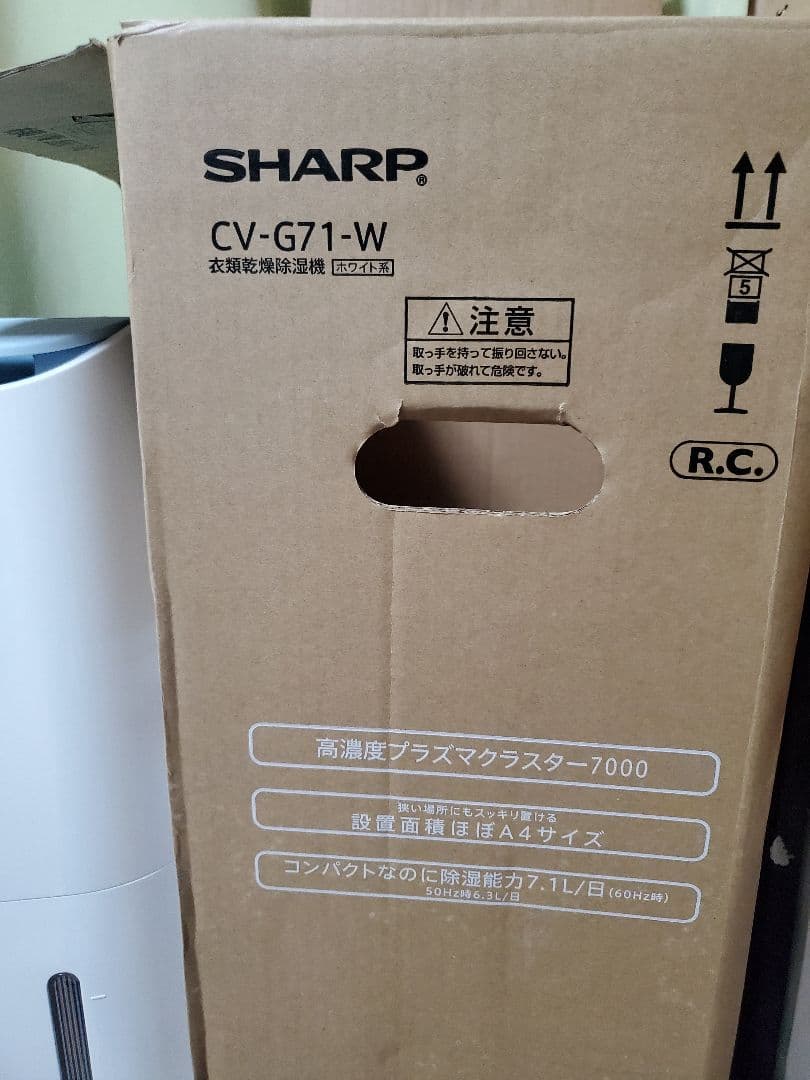 SHARP®
CV-G71-W
衣類乾燥除湿機 ホワイト系
5
注意
取っ手を持って振り回さない。
取っ手が破れて危険です。
R.C.
高濃度プラズマクラスター7000
狭い場所にもスッキリ置ける
設置面積ほぼA4サイズ
コンパクトなのに除湿能力7.1L/日(60Hz時)
50Hz時6.3L/日